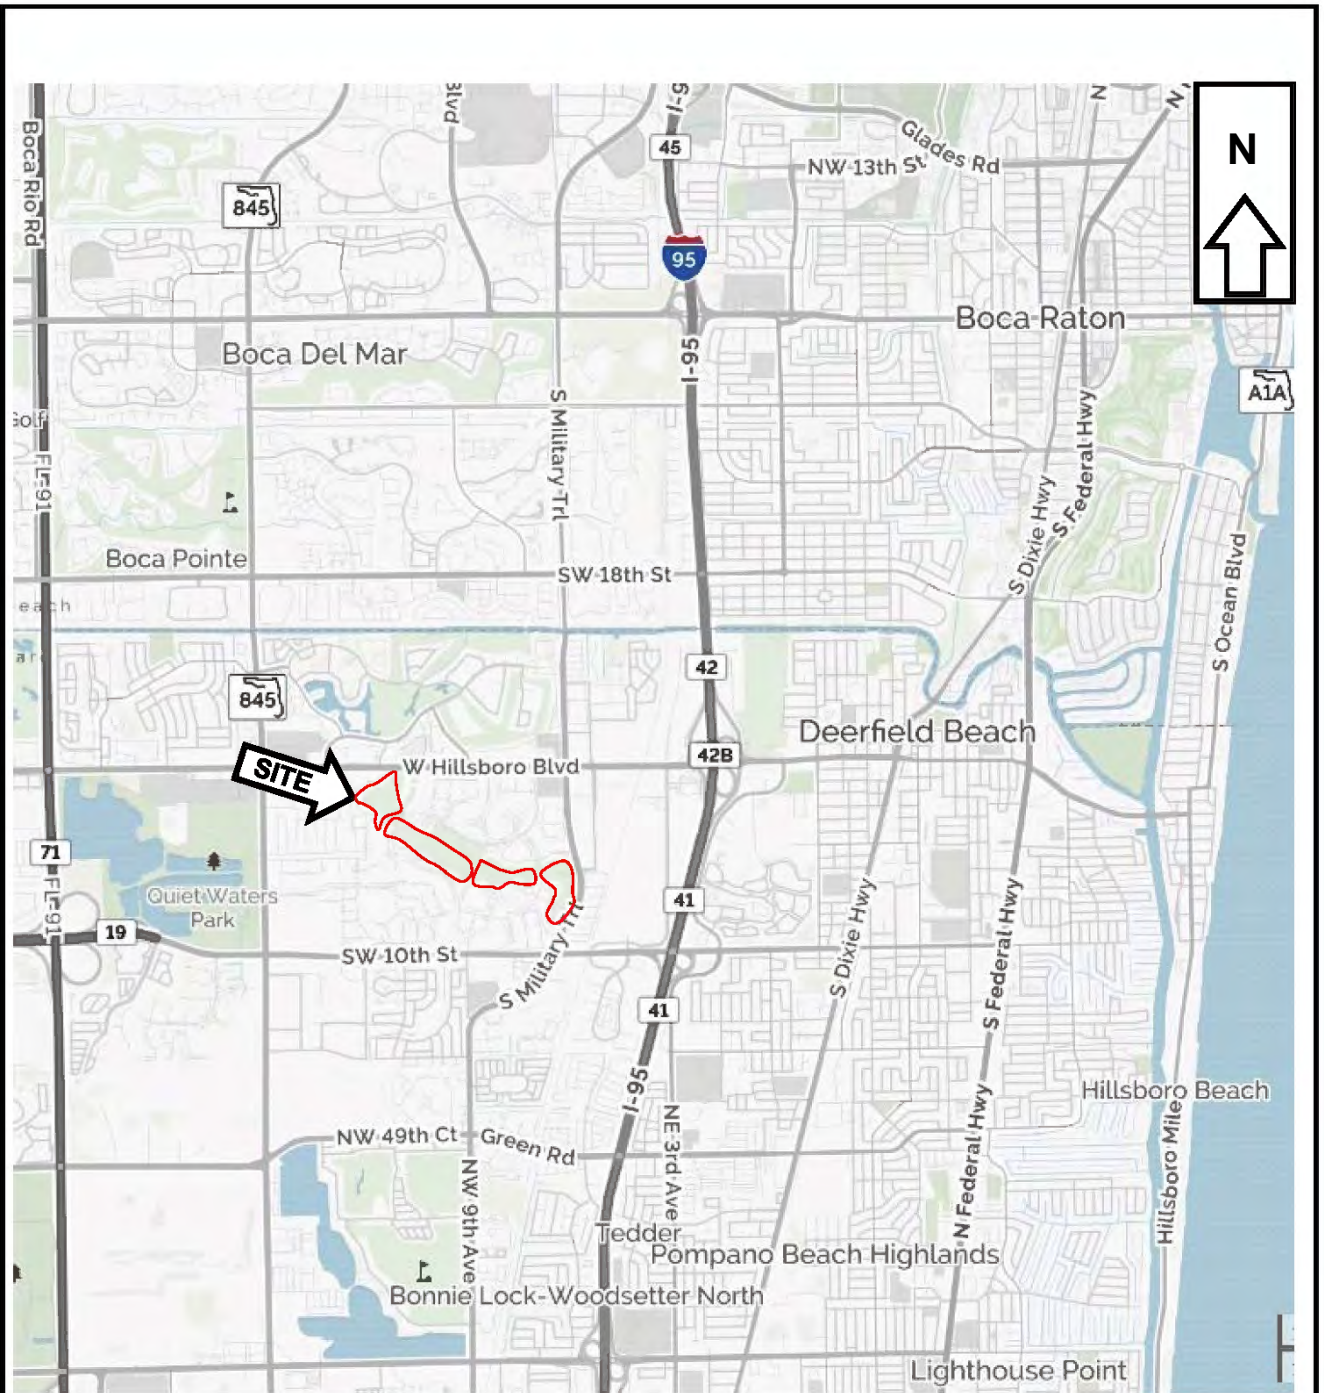 Blvd
I-9
N
N
45
Glades Rd
NW 13th St
N
Boca Rio Rd
845
95
Boca Raton
Boca Del Mar
I-95
A1A
S Military Trl
Golf
S Federal Hwy
FL-91
S Dixie Hwy
Boca Pointe
SW 18th St
S Ocean Blvd
each
42
845
Deerfield Beach
42B
W Hillsboro Blvd
SITE
71
Quiet Waters
Park
FL-91
41
19
S Military Trl
SW 10th St
S Dixie Hwy
S Federal Hwy
41
I-95
Hillsboro Beach
NE 3rd Ave
NW 49th Ct
Green Rd
N Federal Hwy
Hillsboro Mile
NW 9th Ave
Tedder
Pompano Beach Highlands
Bonnie Lock-Woodsetter North
Lighthouse Point